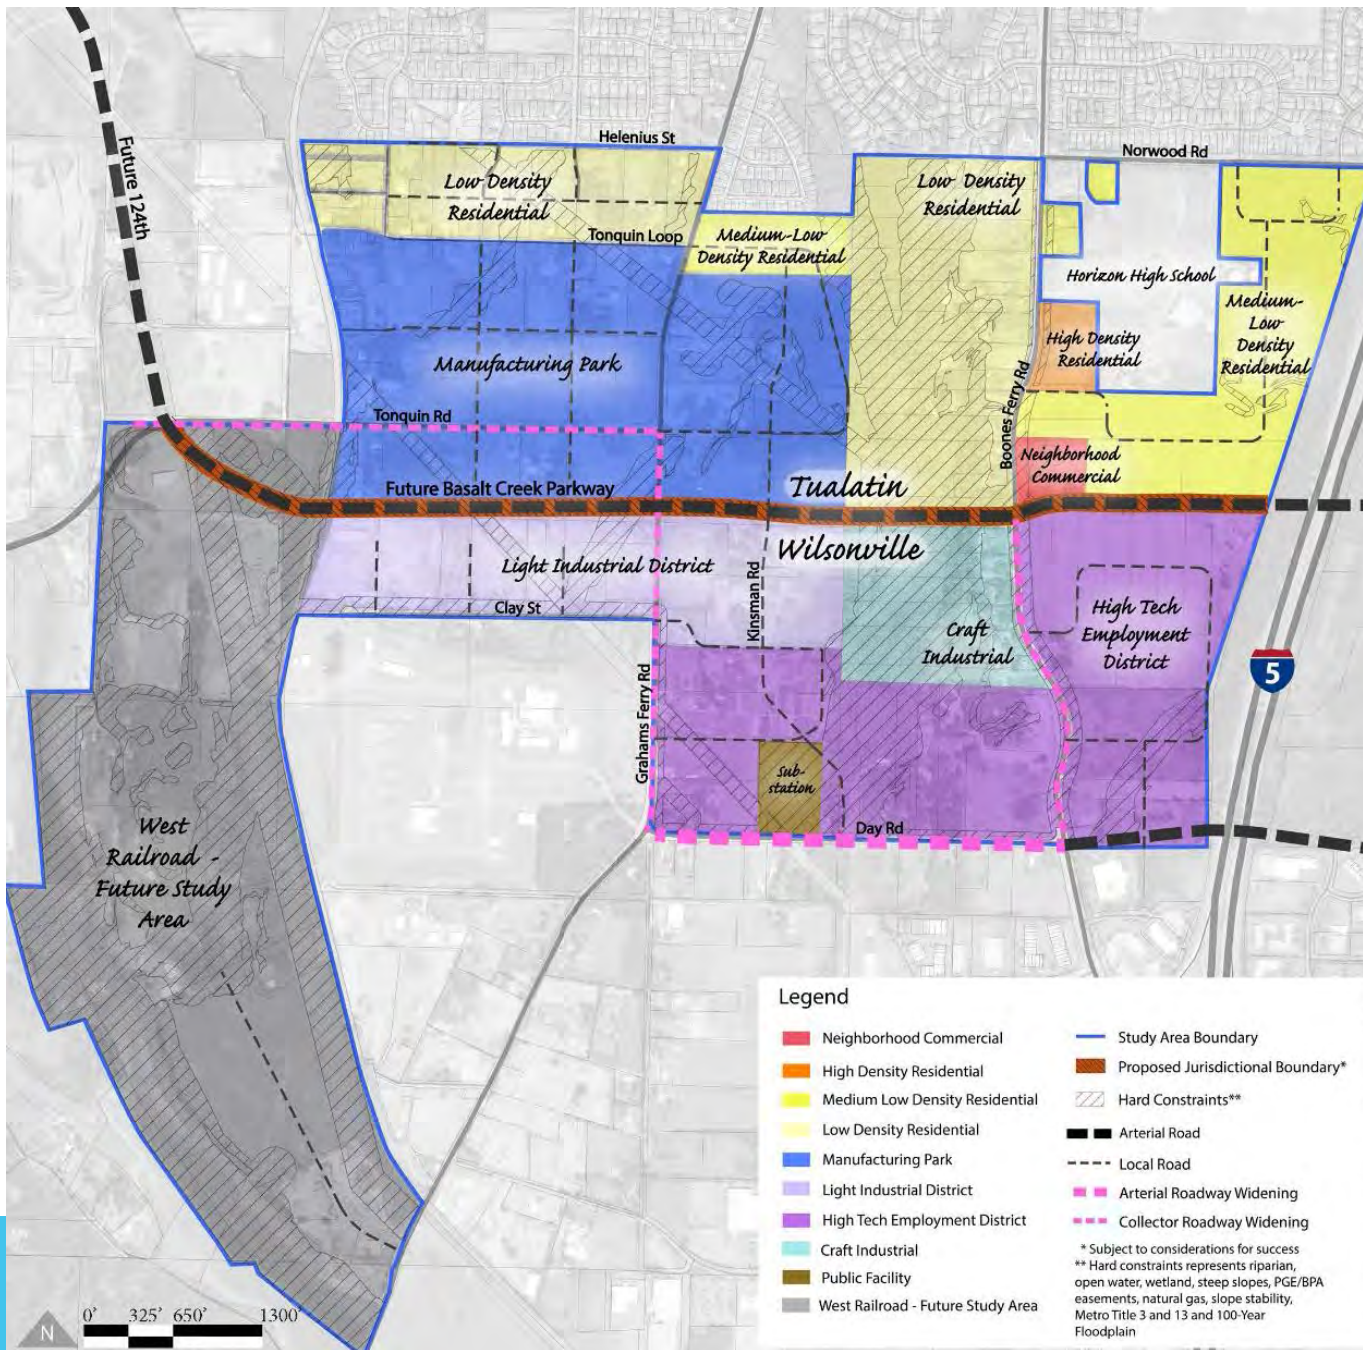 Helenius St
Norwood Rd
Future 124th
Low Density
Residential
Low Density
Residential
Tonquin Loop
Medium-Low
Density Residential
Horizon High School
Medium-
Low
Density
Residential
High Density
Residential
Manufacturing Park
Boones Ferry Rd
Tonquin Rd
Neighborhood
Commercial
Future Basalt Creek Parkway
Tualatin
Wilsonville
Light Industrial District
Kinsman Rd
Clay St
High Tech
Employment
District
Craft
Industrial
5
Grahams Ferry Rd
Sub-
station
Day Rd
West
Railroad -
Future Study
Area
Legend
Neighborhood Commercial
High Density Residential
Medium Low Density Residential
Low Density Residential
Manufacturing Park
Light Industrial District
High Tech Employment District
Craft Industrial
Public Facility
West Railroad - Future Study Area
Study Area Boundary
Proposed Jurisdictional Boundary*
Hard Constraints**
Arterial Road
Local Road
Arterial Roadway Widening
Collector Roadway Widening
* Subject to considerations for success
** Hard constraints represents riparian,
open water, wetland, steep slopes, PGE/BPA
easements, natural gas, slope stability,
Metro Title 3 and 13 and 100-Year
Floodplain
N
0' 325' 650' 1300'